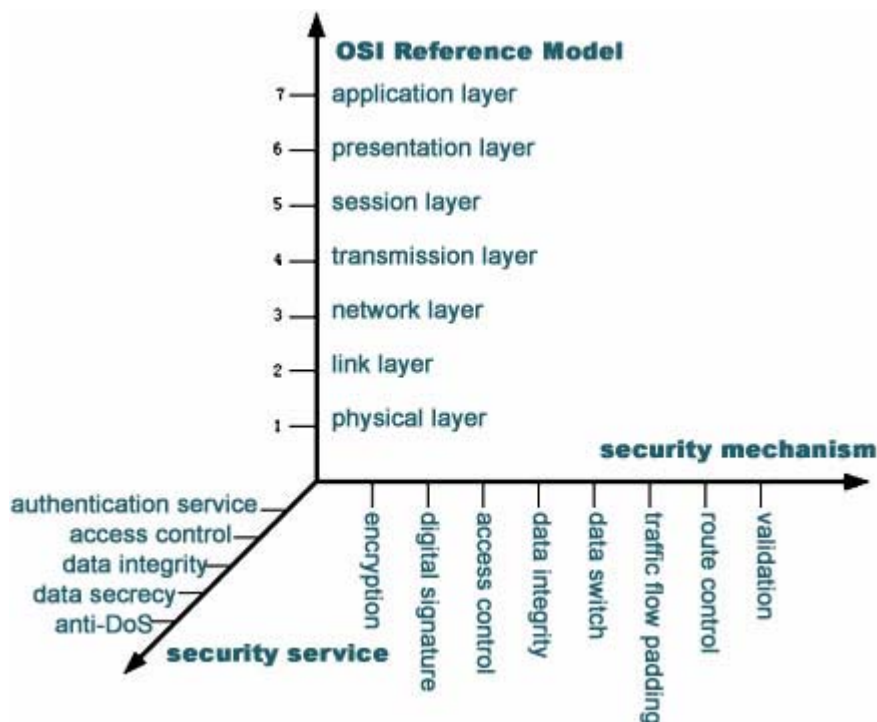 OSI Reference Model
7 application layer
6 presentation layer
5 session layer
4 transmission layer
3 network layer
2 link layer
1 physical layer
security mechanism
encryption
digital signature
access control
data integrity
data switch
traffic flow padding
route control
validation
authentication service
access control
data integrity
data secrecy
anti-DoS
security service